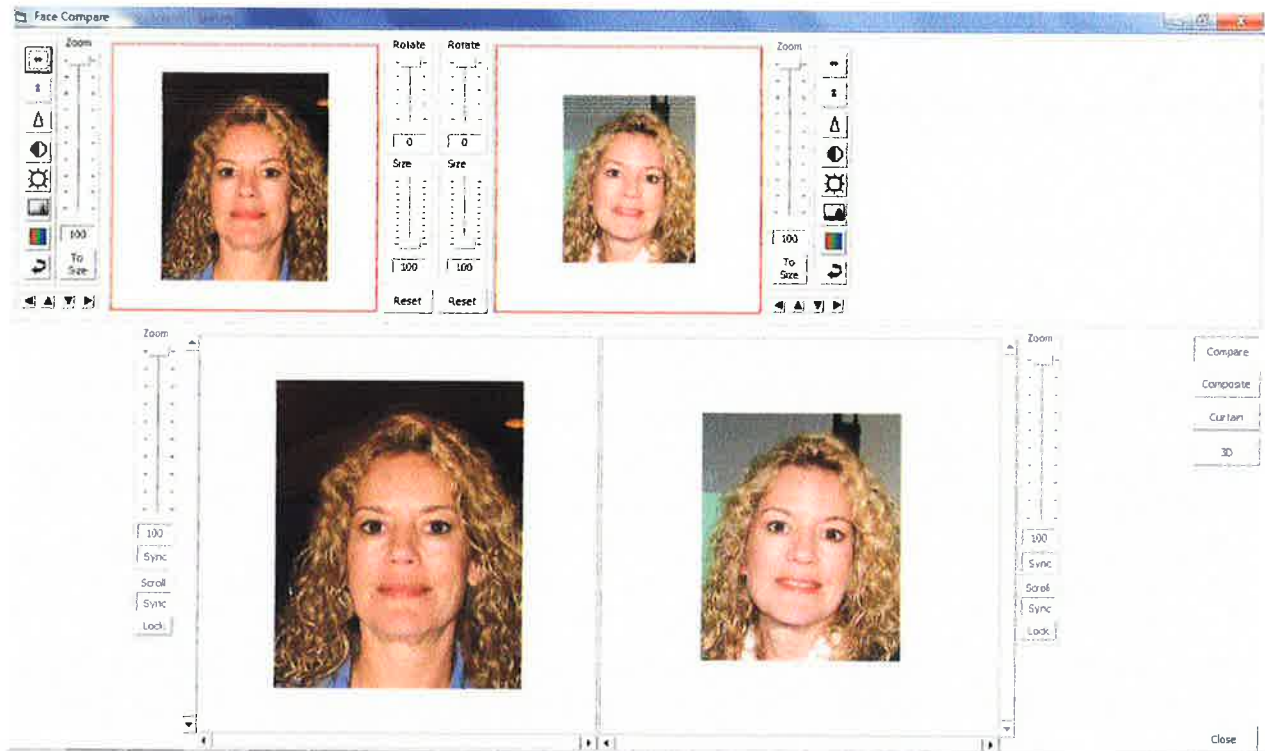 Face Compare
Zoom
100
To
Size
Rotate
0
Size
100
Reset
Rotate
0
Size
100
Reset
Zoom
100
To
Size
Zoom
100
Sync
Scroll
Sync
Lock
Zoom
100
Sync
Scroll
Sync
Lock
Compare
Composite
Curtain
3D
Close